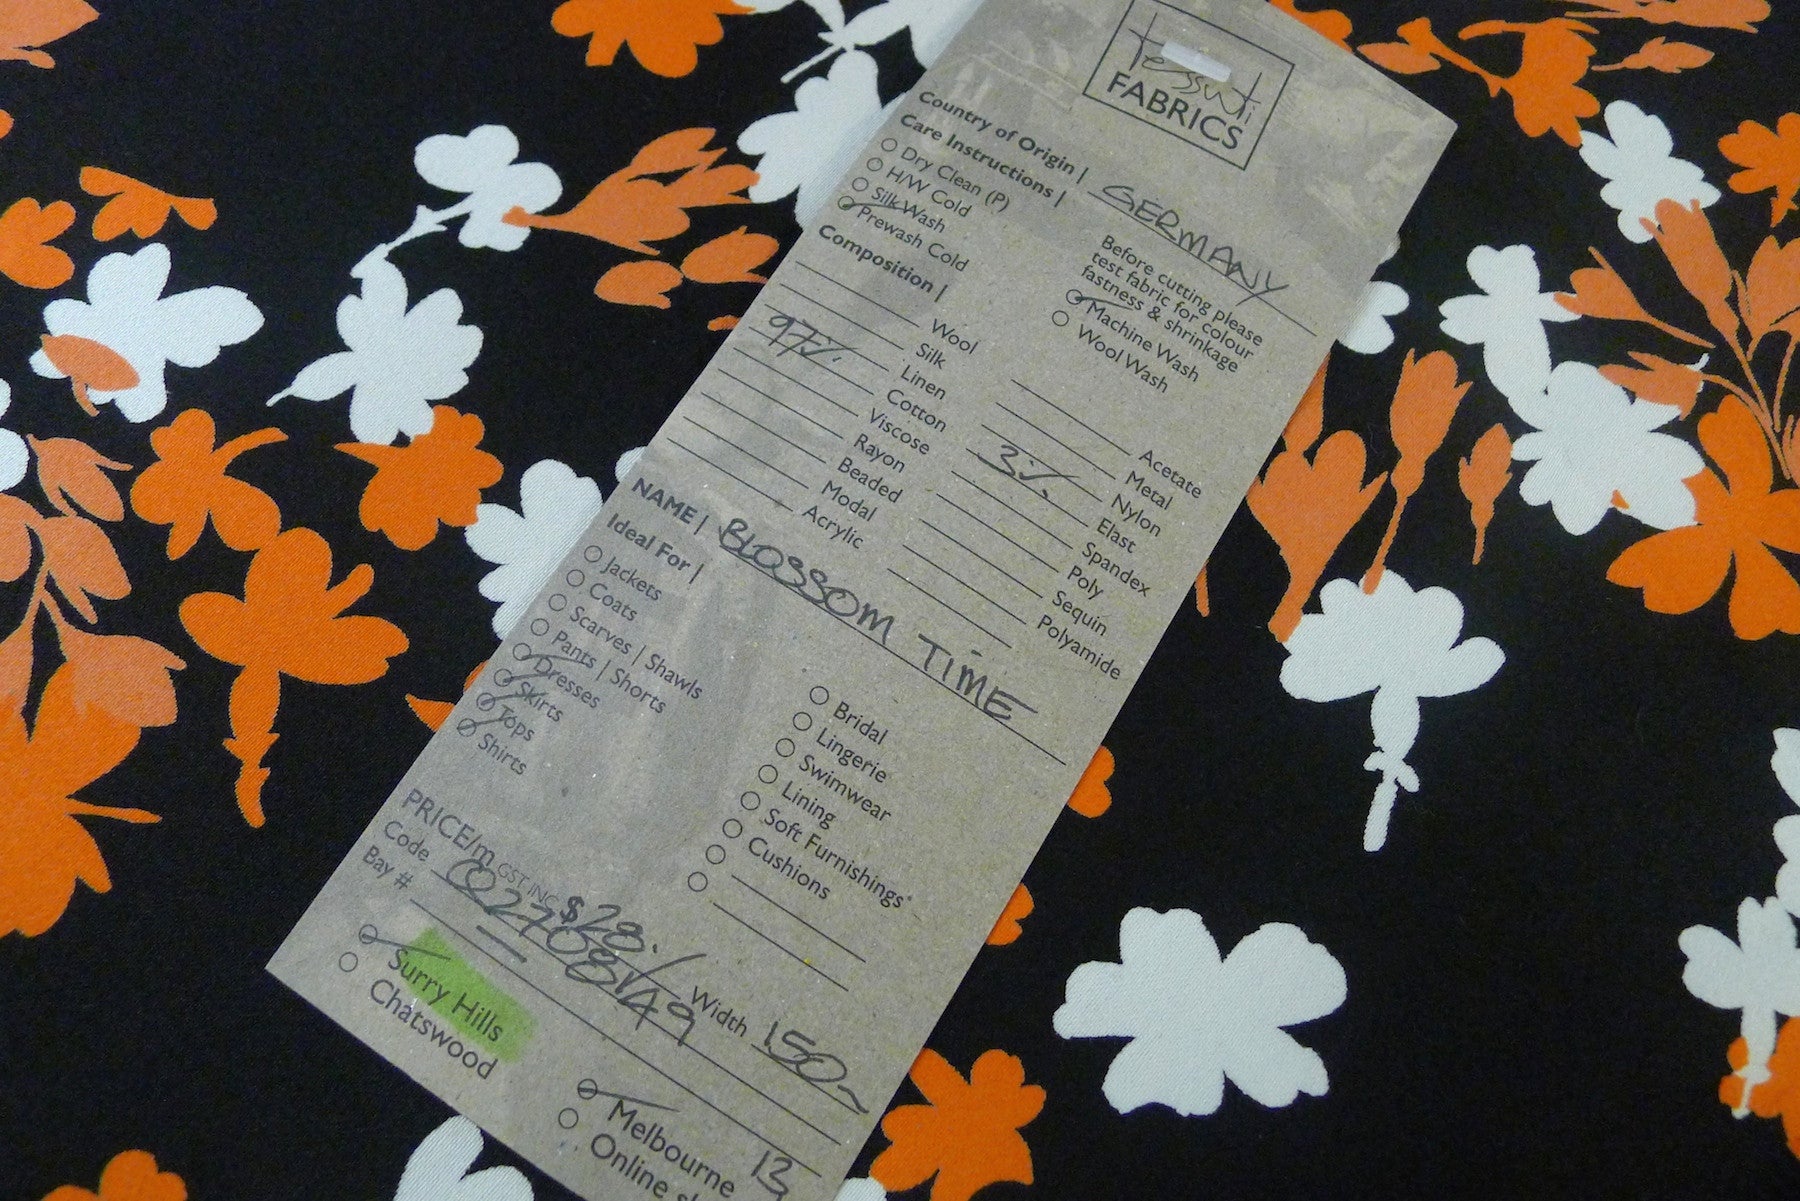 Tessuti
FABRICS
Country of Origin | GERMANY
Care Instructions |
Dry Clean (P)
H/W Cold
Silk Wash
Prewash Cold
Before cutting please
test fabric for colour
fastness & shrinkage
Machine Wash
Wool Wash
Composition |
Wool
Silk
Linen
97% Cotton
Viscose
Rayon
Beaded
Modal
Acrylic
Acetate
Metal
Nylon
3% Elast
Spandex
Poly
Sequin
Polyamide
NAME | BLOSSOM TIME
Ideal For |
Jackets
Coats
Scarves | Shawls
Pants | Shorts
Dresses
Skirts
Tops
Shirts
Bridal
Lingerie
Swimwear
Lining
Soft Furnishings*
Cushions
PRICE/m GST INC $28.
Code Width 150
Bay #
Surry Hills
Chatswood
Melbourne 13
Online